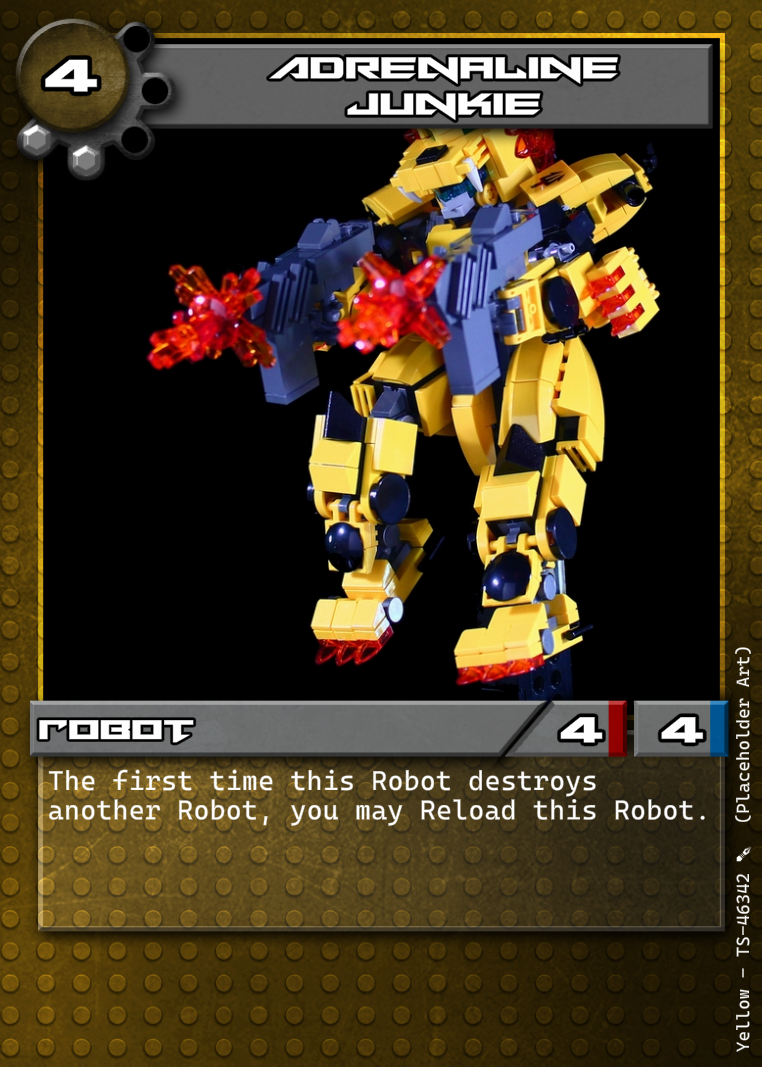 4
ADRENALINE
JUNKIE
ROBOT
4
4
The first time this Robot destroys
another Robot, you may Reload this Robot.
Yellow - TS-46342 ✒ (Placeholder Art)